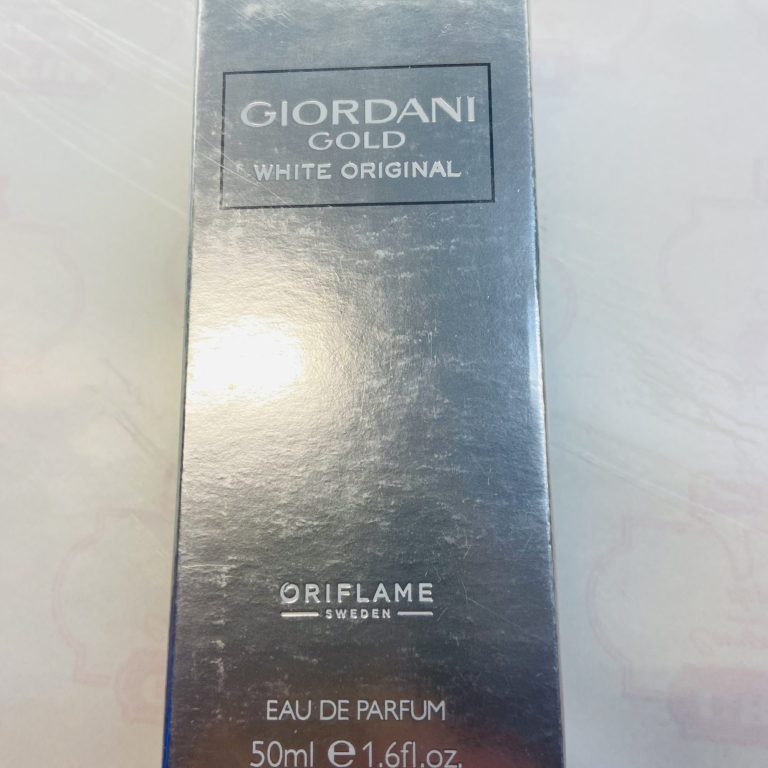 GIORDANI
GOLD
WHITE ORIGINAL
ORIFLAME
SWEDEN
EAU DE PARFUM
50ml ℮ 1.6fl.oz.